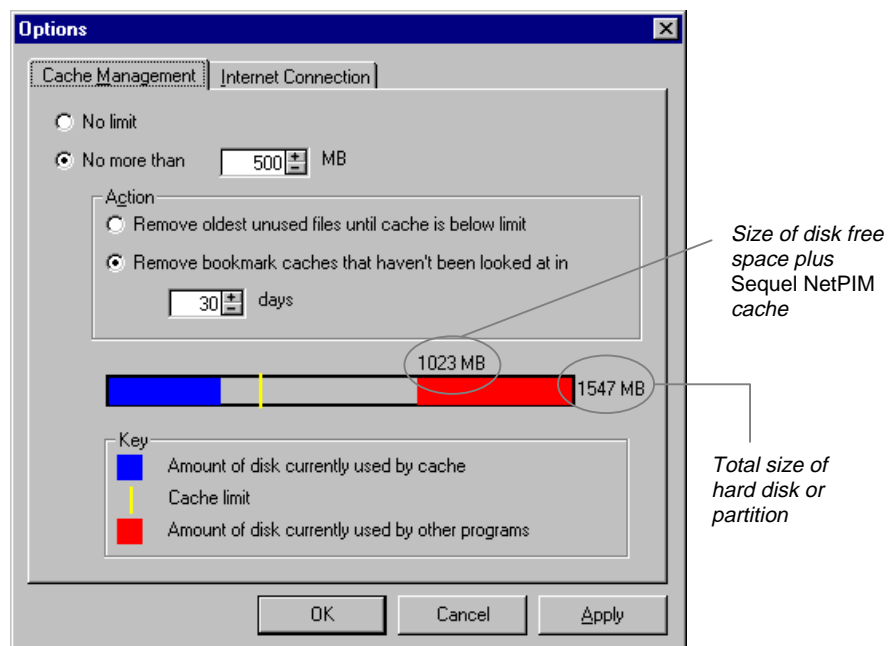 Options
Cache Management
Internet Connection
No limit
No more than 500 MB
Action
Remove oldest unused files until cache is below limit
Remove bookmark caches that haven't been looked at in
30 days
Size of disk free
space plus
Sequel NetPIM
cache
1023 MB
1547 MB
Key
Amount of disk currently used by cache
Cache limit
Amount of disk currently used by other programs
Total size of
hard disk or
partition
OK
Cancel
Apply